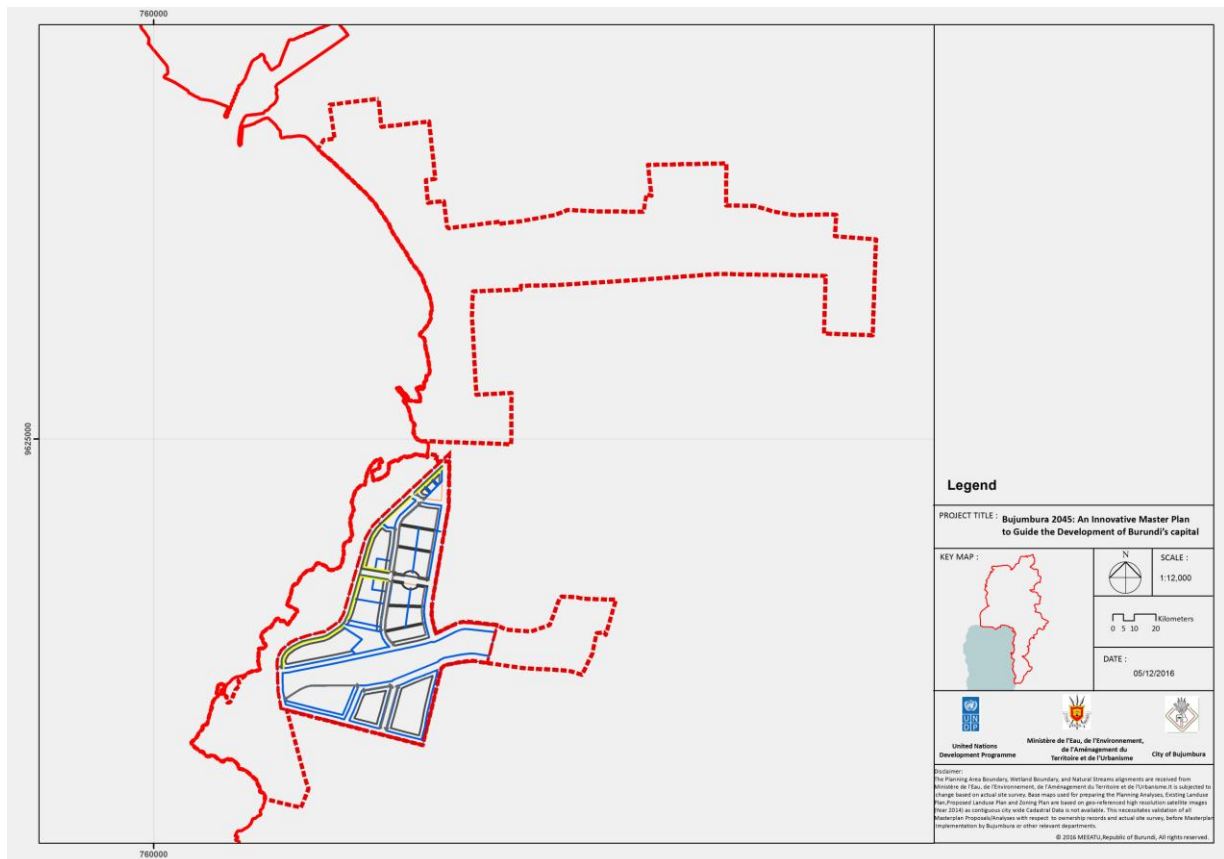 760000
9625000
760000
Legend
PROJECT TITLE : Bujumbura 2045: An Innovative Master Plan
to Guide the Development of Burundi's capital
KEY MAP :
N
SCALE :
1:12,000
Kilometers
0 5 10 20
DATE :
05/12/2016
UN
DP
United Nations
Development Programme
Ministère de l'Eau, de l'Environnement,
de l'Aménagement du
Territoire et de l'Urbanisme
City of Bujumbura
Disclaimer:
The Planning Area Boundary, Wetland Boundary, and Natural Streams alignments are received from
Ministère de l'Eau, de l'Environnement, de l'Aménagement du Territoire et de l'Urbanisme.It is subjected to
change based on actual site survey. Base maps used for preparing the Planning Analyses, Existing Landuse
Plan,Proposed Landuse Plan and Zoning Plan are based on geo-referenced high resolution satellite images
(Year 2014) as contiguous city wide Cadastral Data is not available. This necessitates validation of all
Masterplan Proposals/Analyses with respect to ownership records and actual site survey, before Masterplan
implementation by Bujumbura or other relevant departments.
© 2016 MEEATU,Republic of Burundi, All rights reserved.